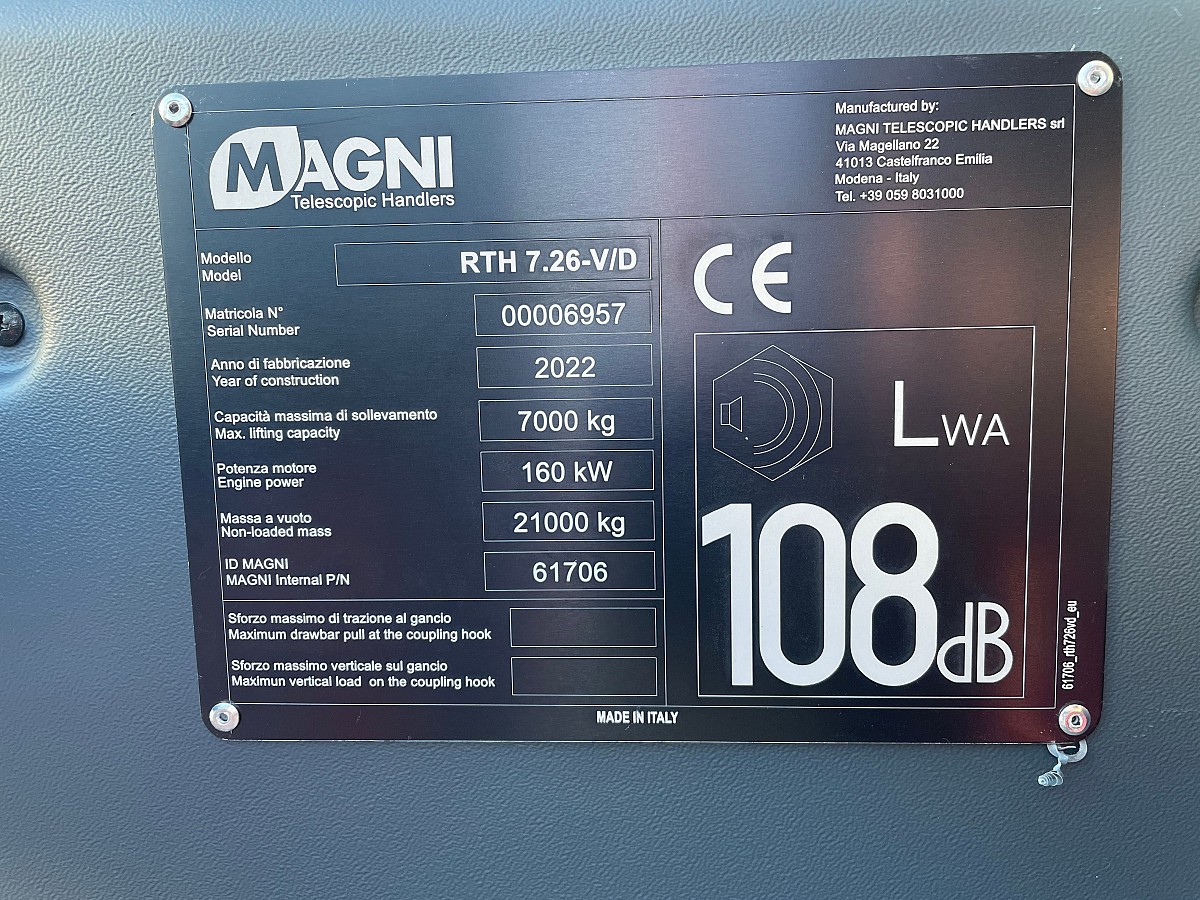 MAGNI
Telescopic Handlers
Manufactured by:
MAGNI TELESCOPIC HANDLERS srl
Via Magellano 22
41013 Castelfranco Emilia
Modena - Italy
Tel. +39 059 8031000
Modello
Model
RTH 7.26-V/D
Matricola N°
Serial Number
00006957
Anno di fabbricazione
Year of construction
2022
Capacità massima di sollevamento
Max. lifting capacity
7000 kg
Potenza motore
Engine power
160 kW
Massa a vuoto
Non-loaded mass
21000 kg
ID MAGNI
MAGNI Internal P/N
61706
Sforzo massimo di trazione al gancio
Maximum drawbar pull at the coupling hook
Sforzo massimo verticale sul gancio
Maximun vertical load on the coupling hook
CE
LWA
108dB
61706_rth726vd_eu
MADE IN ITALY